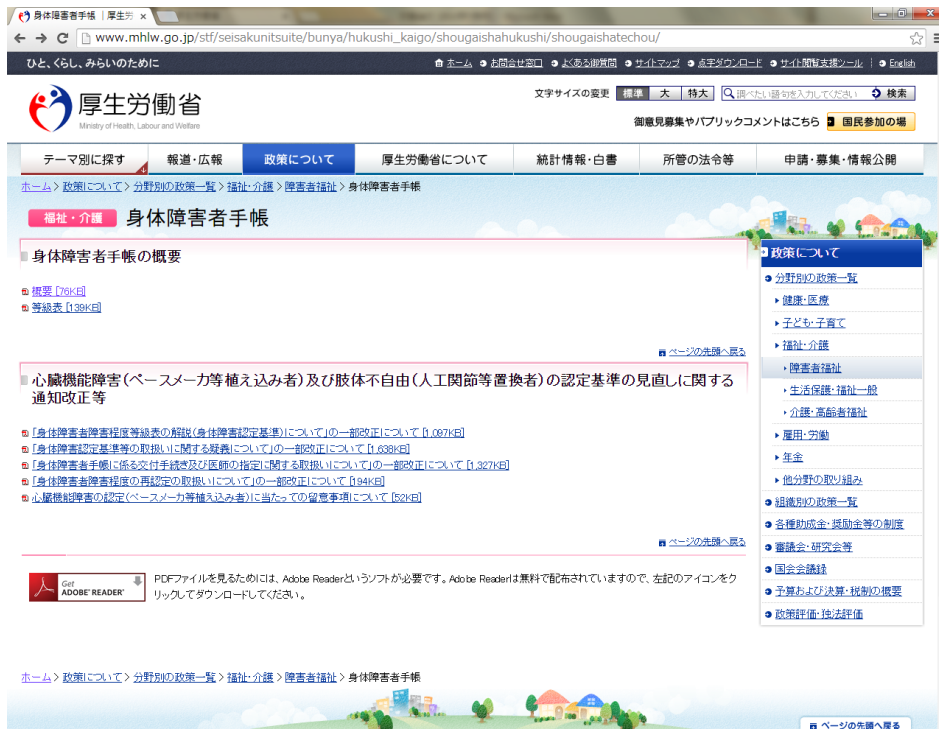 身体障害者手帳 | 厚生労
www.mhlw.go.jp/stf/seisakunitsuite/bunya/hukushi_kaigo/shougaishahukushi/shougaishatechou/
ひと、くらし、みらいのために
ホーム お問合せ窓口 よくある御質問 サイトマップ 点字ダウンロード サイト閲覧支援ツール English
厚生労働省
Ministry of Health, Labour and Welfare
文字サイズの変更 標準 大 特大 調べたい語句を入力してください 検索
御意見募集やパブリックコメントはこちら 国民参加の場
テーマ別に探す 報道・広報 政策について 厚生労働省について 統計情報・白書 所管の法令等 申請・募集・情報公開
ホーム > 政策について > 分野別の政策一覧 > 福祉・介護 > 障害者福祉 > 身体障害者手帳
福祉・介護 身体障害者手帳
身体障害者手帳の概要
概要 [76KB]
等級表 [139KB]
ページの先頭へ戻る
心臓機能障害(ペースメーカ等植え込み者)及び肢体不自由(人工関節等置換者)の認定基準の見直しに関する
通知改正等
「身体障害者障害程度等級表の解説(身体障害認定基準)について」の一部改正について [1,097KB]
「身体障害認定基準等の取扱いに関する疑義について」の一部改正について [1,638KB]
「身体障害者手帳に係る交付手続き及び医師の指定に関する取扱いについて」の一部改正について [1,327KB]
「身体障害者障害程度の再認定の取扱いについて」の一部改正について [194KB]
心臓機能障害の認定(ペースメーカ等植え込み者)に当たっての留意事項について [52KB]
ページの先頭へ戻る
Get
ADOBE® READER®
PDFファイルを見るためには、Adobe Readerというソフトが必要です。Adobe Readerは無料で配布されていますので、左記のアイコンをク
リックしてダウンロードしてください。
政策について
分野別の政策一覧
健康・医療
子ども・子育て
福祉・介護
障害者福祉
生活保護・福祉一般
介護・高齢者福祉
雇用・労働
年金
他分野の取り組み
組織別の政策一覧
各種助成金・奨励金等の制度
審議会・研究会等
国会会議録
予算および決算・税制の概要
政策評価・独法評価
ホーム > 政策について > 分野別の政策一覧 > 福祉・介護 > 障害者福祉 > 身体障害者手帳
ページの先頭へ戻る